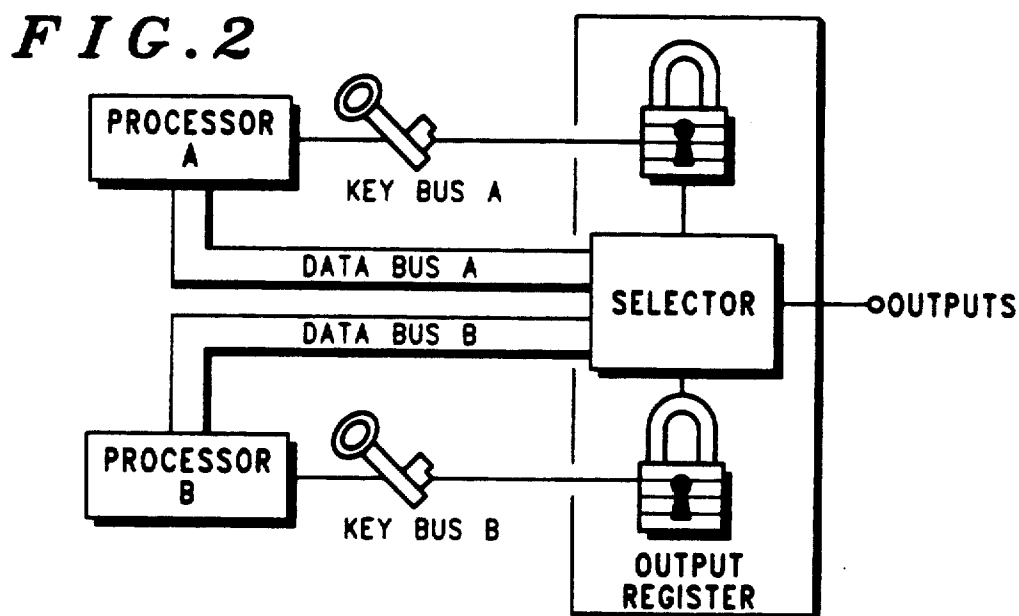 FIG.2
PROCESSOR
A
KEY BUS A
DATA BUS A
SELECTOR
OUTPUTS
DATA BUS B
PROCESSOR
B
KEY BUS B
OUTPUT
REGISTER